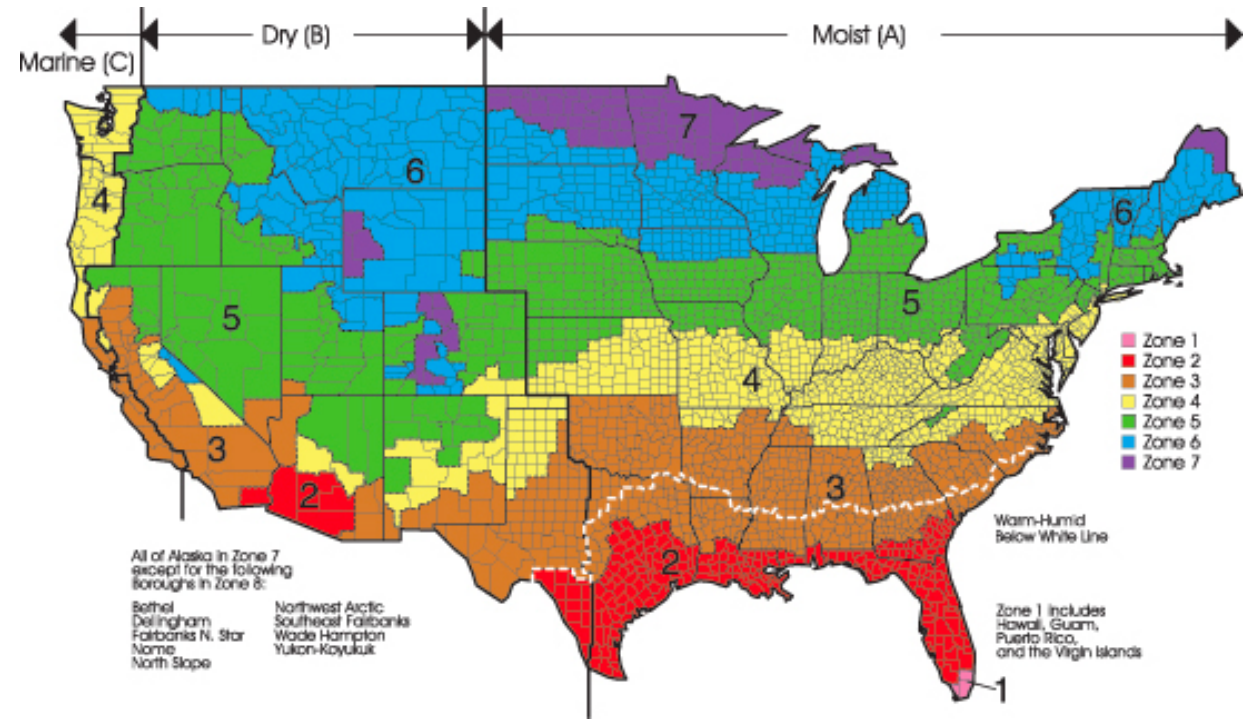 Marine (C)
Dry (B)
Moist (A)
7
6
4
6
5
5
4
3
2
3
2
1
Zone 1
Zone 2
Zone 3
Zone 4
Zone 5
Zone 6
Zone 7
Warm-Humid
Below White Line
All of Alaska in Zone 7
except for the following
Boroughs in Zone 8:
Bethel
Dellingham
Fairbanks N. Star
Nome
North Slope
Northwest Arctic
Southeast Fairbanks
Wade Hampton
Yukon-Koyukuk
Zone 1 includes
Hawaii, Guam,
Puerto Rico,
and the Virgin Islands